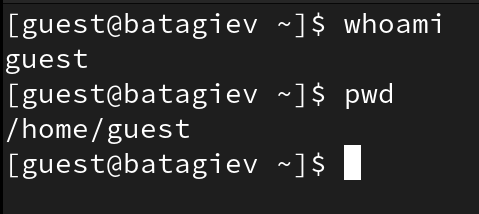 [guest@batagiev ~]$ whoami
guest
[guest@batagiev ~]$ pwd
/home/guest
[guest@batagiev ~]$